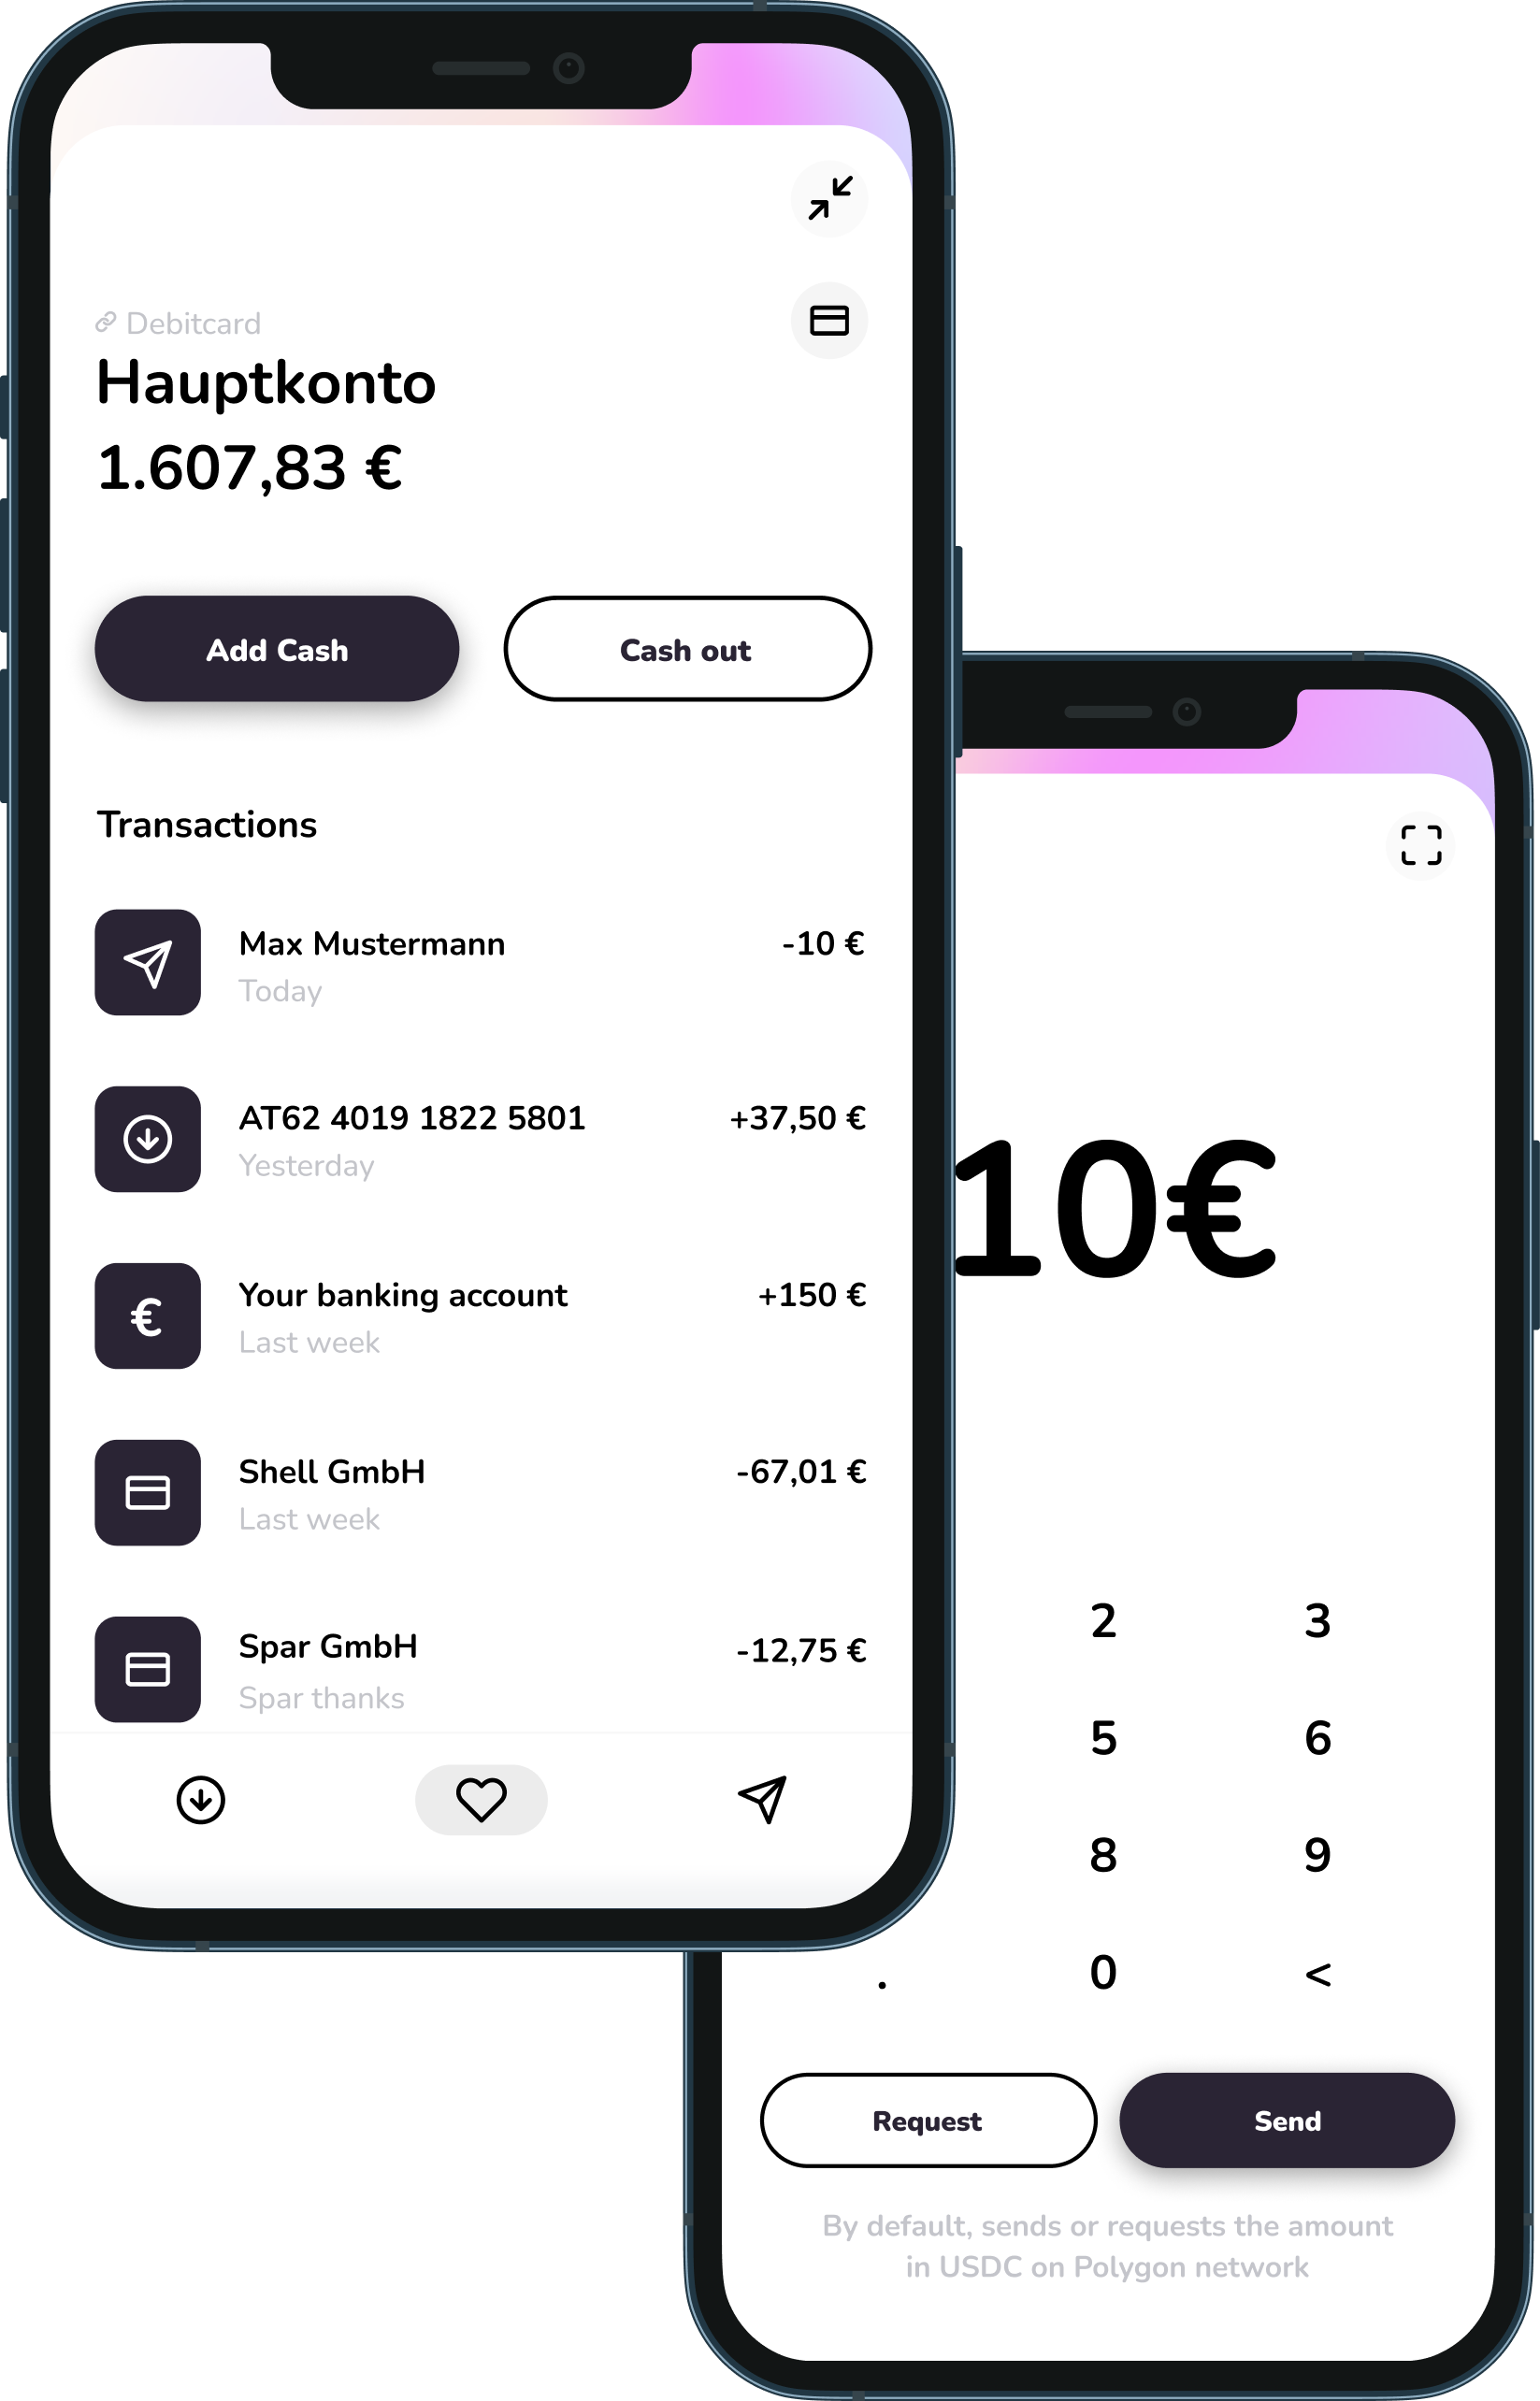 Debitcard
Hauptkonto
1.607,83 €
Add Cash
Cash out
Transactions
Max Mustermann
-10 €
Today
AT62 4019 1822 5801
+37,50 €
Yesterday
€
Your banking account
+150 €
Last week
Shell GmbH
-67,01 €
Last week
Spar GmbH
-12,75 €
Spar thanks
10€
2 3
5 6
8 9
. 0 <
Request
Send
By default, sends or requests the amount
in USDC on Polygon network